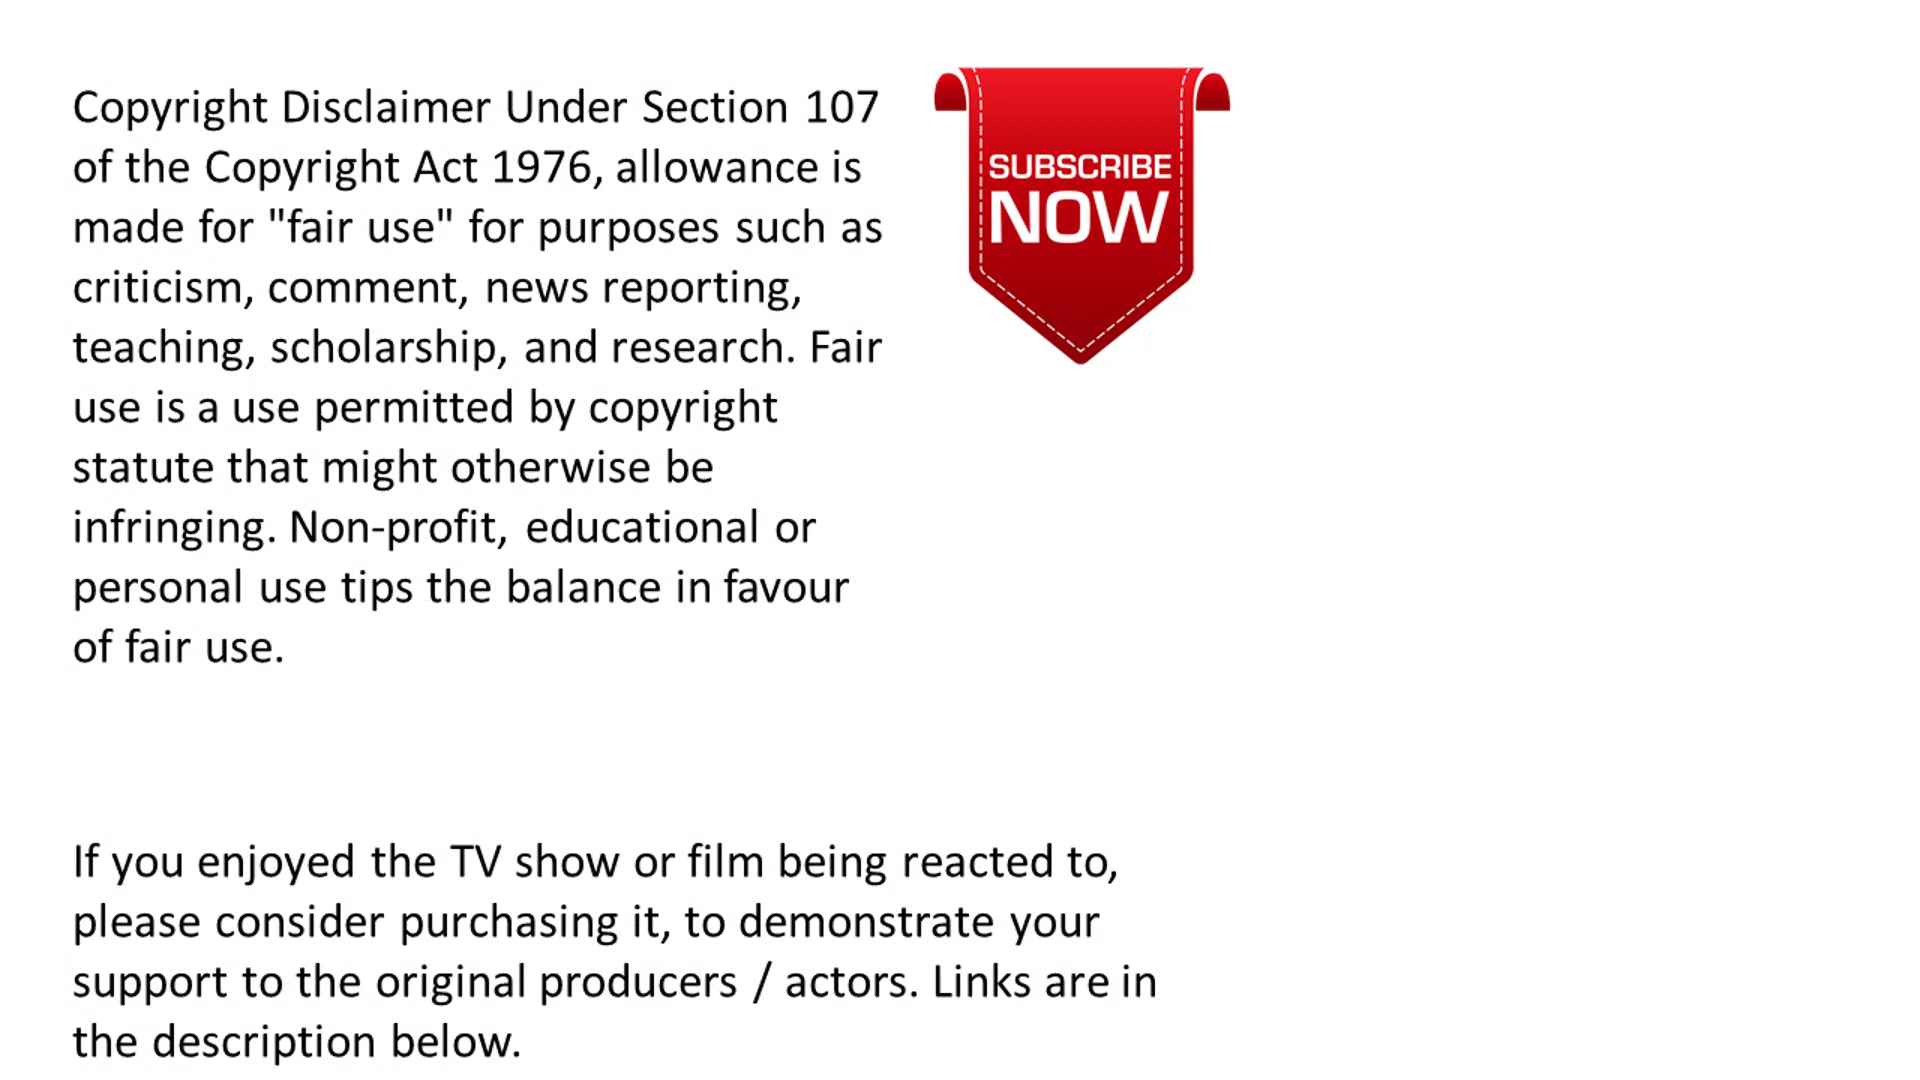 Copyright Disclaimer Under Section 107
of the Copyright Act 1976, allowance is
made for "fair use" for purposes such as
criticism, comment, news reporting,
teaching, scholarship, and research. Fair
use is a use permitted by copyright
statute that might otherwise be
infringing. Non-profit, educational or
personal use tips the balance in favour
of fair use.
SUBSCRIBE
NOW
If you enjoyed the TV show or film being reacted to,
please consider purchasing it, to demonstrate your
support to the original producers / actors. Links are in
the description below.